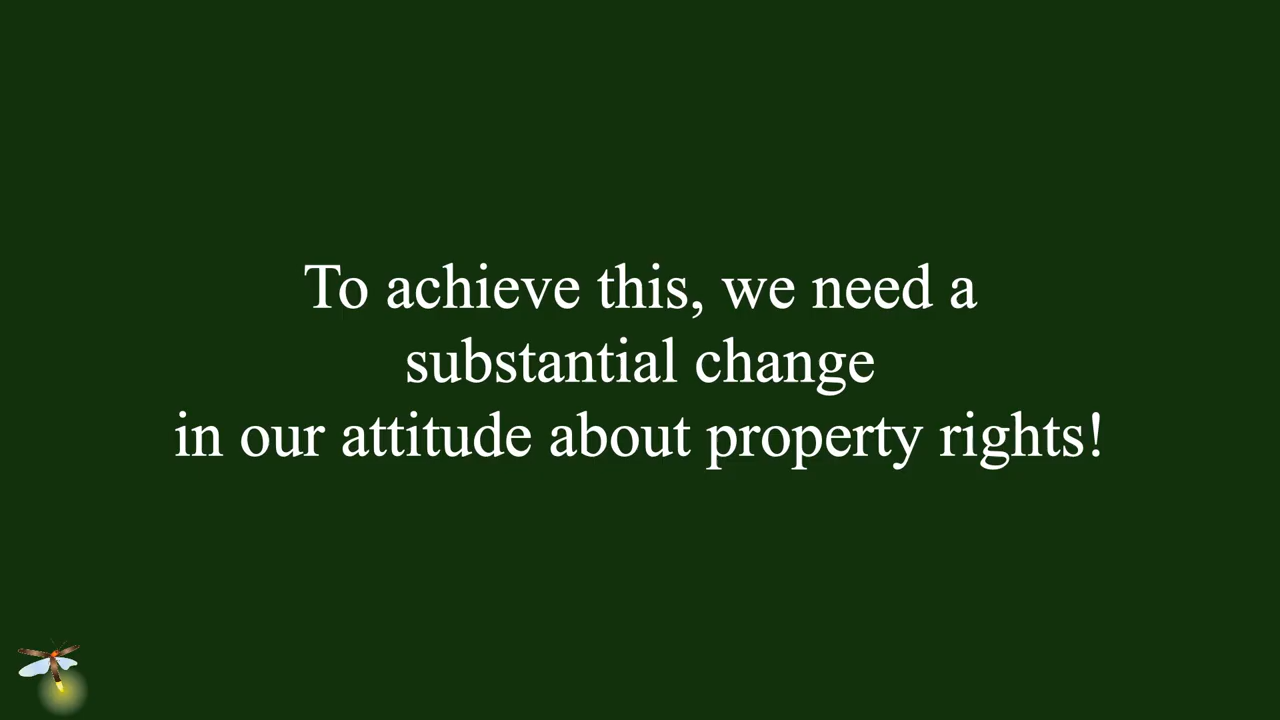 To achieve this, we need a
substantial change
in our attitude about property rights!